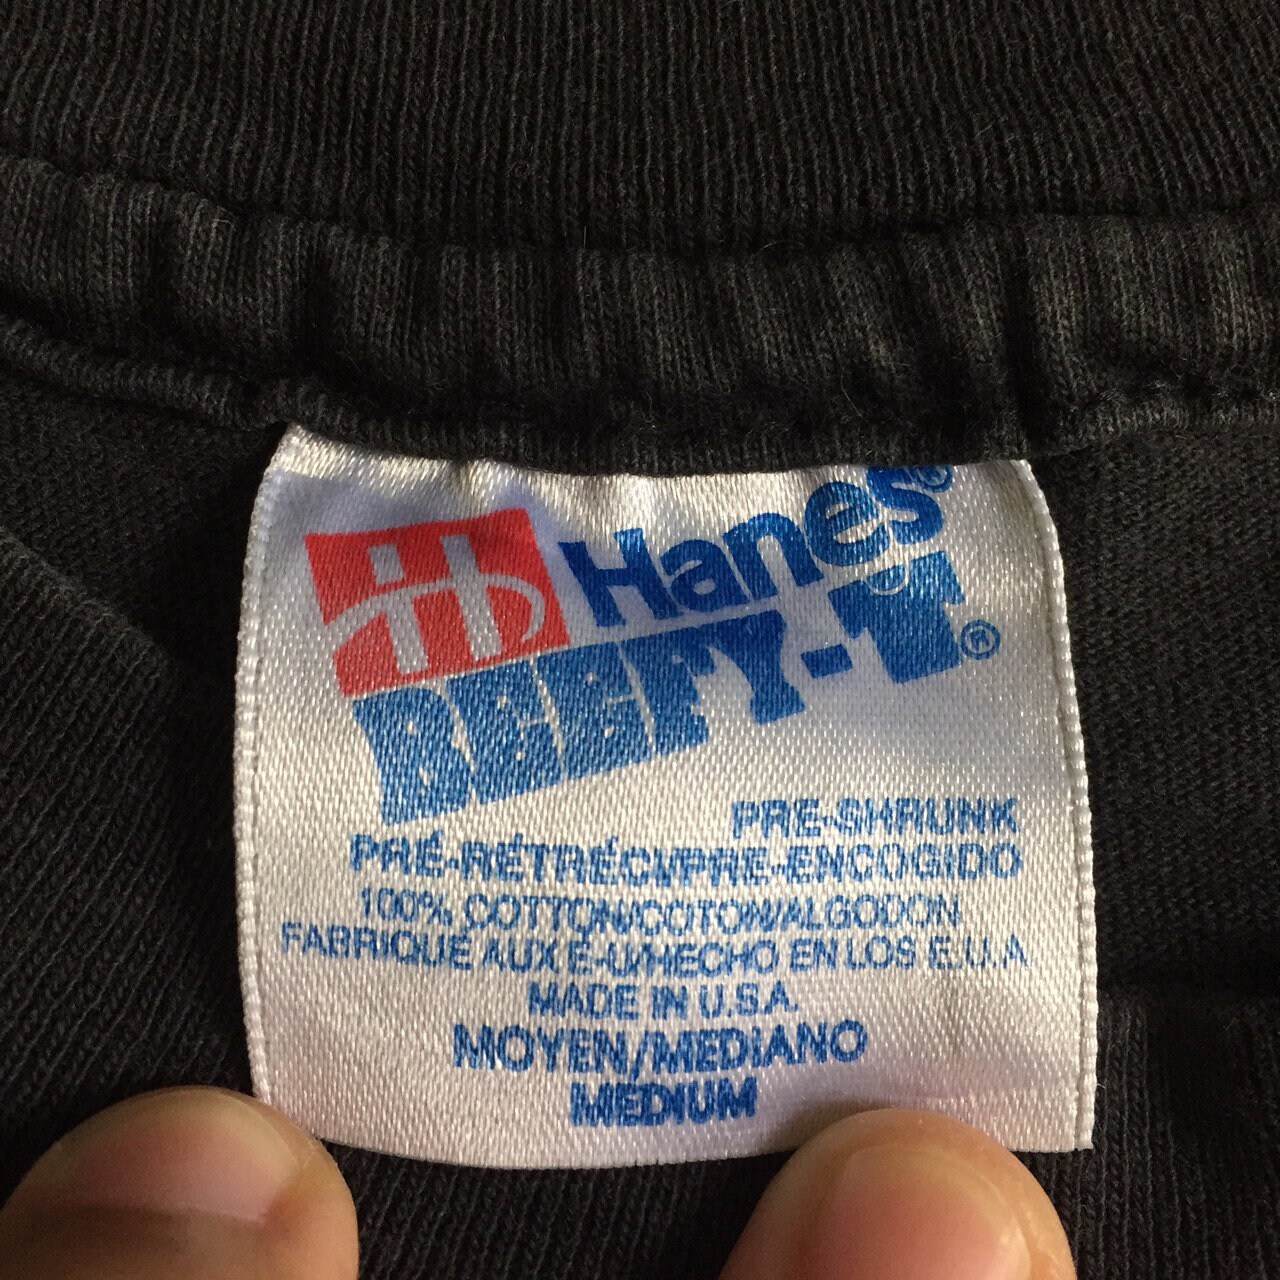 Hanes®
BEEFY-T®
PRE-SHRUNK
PRÉ-RÉTRÉCI/PRE-ENCOGIDO
100% COTTON/COTON/ALGODON
FABRIQUÉ AUX É-U/HECHO EN LOS E.U.A
MADE IN U.S.A.
MOYEN/MEDIANO
MEDIUM